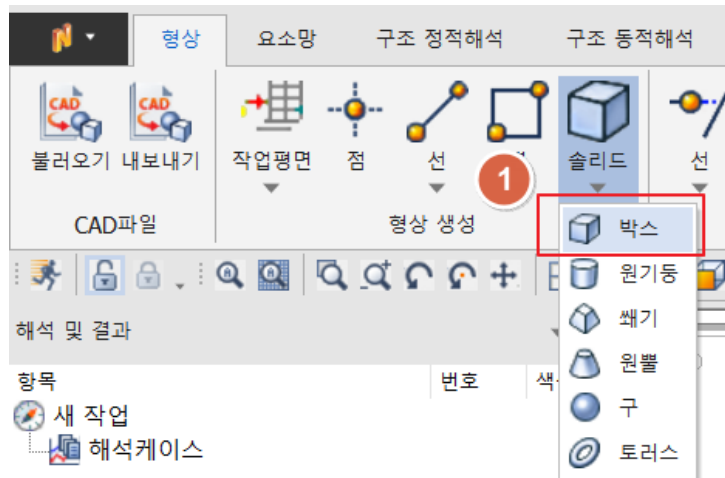 형상 요소망 구조 정적해석 구조 동적해석
CAD CAD
불러오기 내보내기 작업평면 점 선 솔리드 선
1
CAD파일 형상 생성
박스
원기둥
쐐기
원뿔
구
토러스
해석 및 결과
항목 번호
새 작업
해석케이스